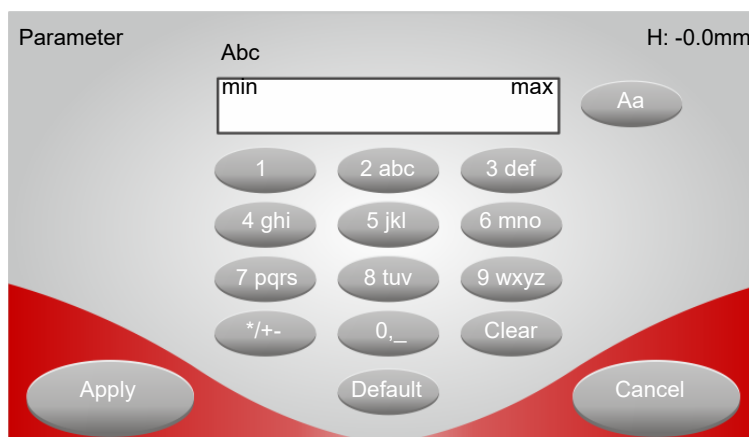 Parameter
H: -0.0mm
Abc
min max
Aa
1 2 abc 3 def
4 ghi 5 jkl 6 mno
7 pqrs 8 tuv 9 wxyz
*/+- 0,_ Clear
Apply Default Cancel